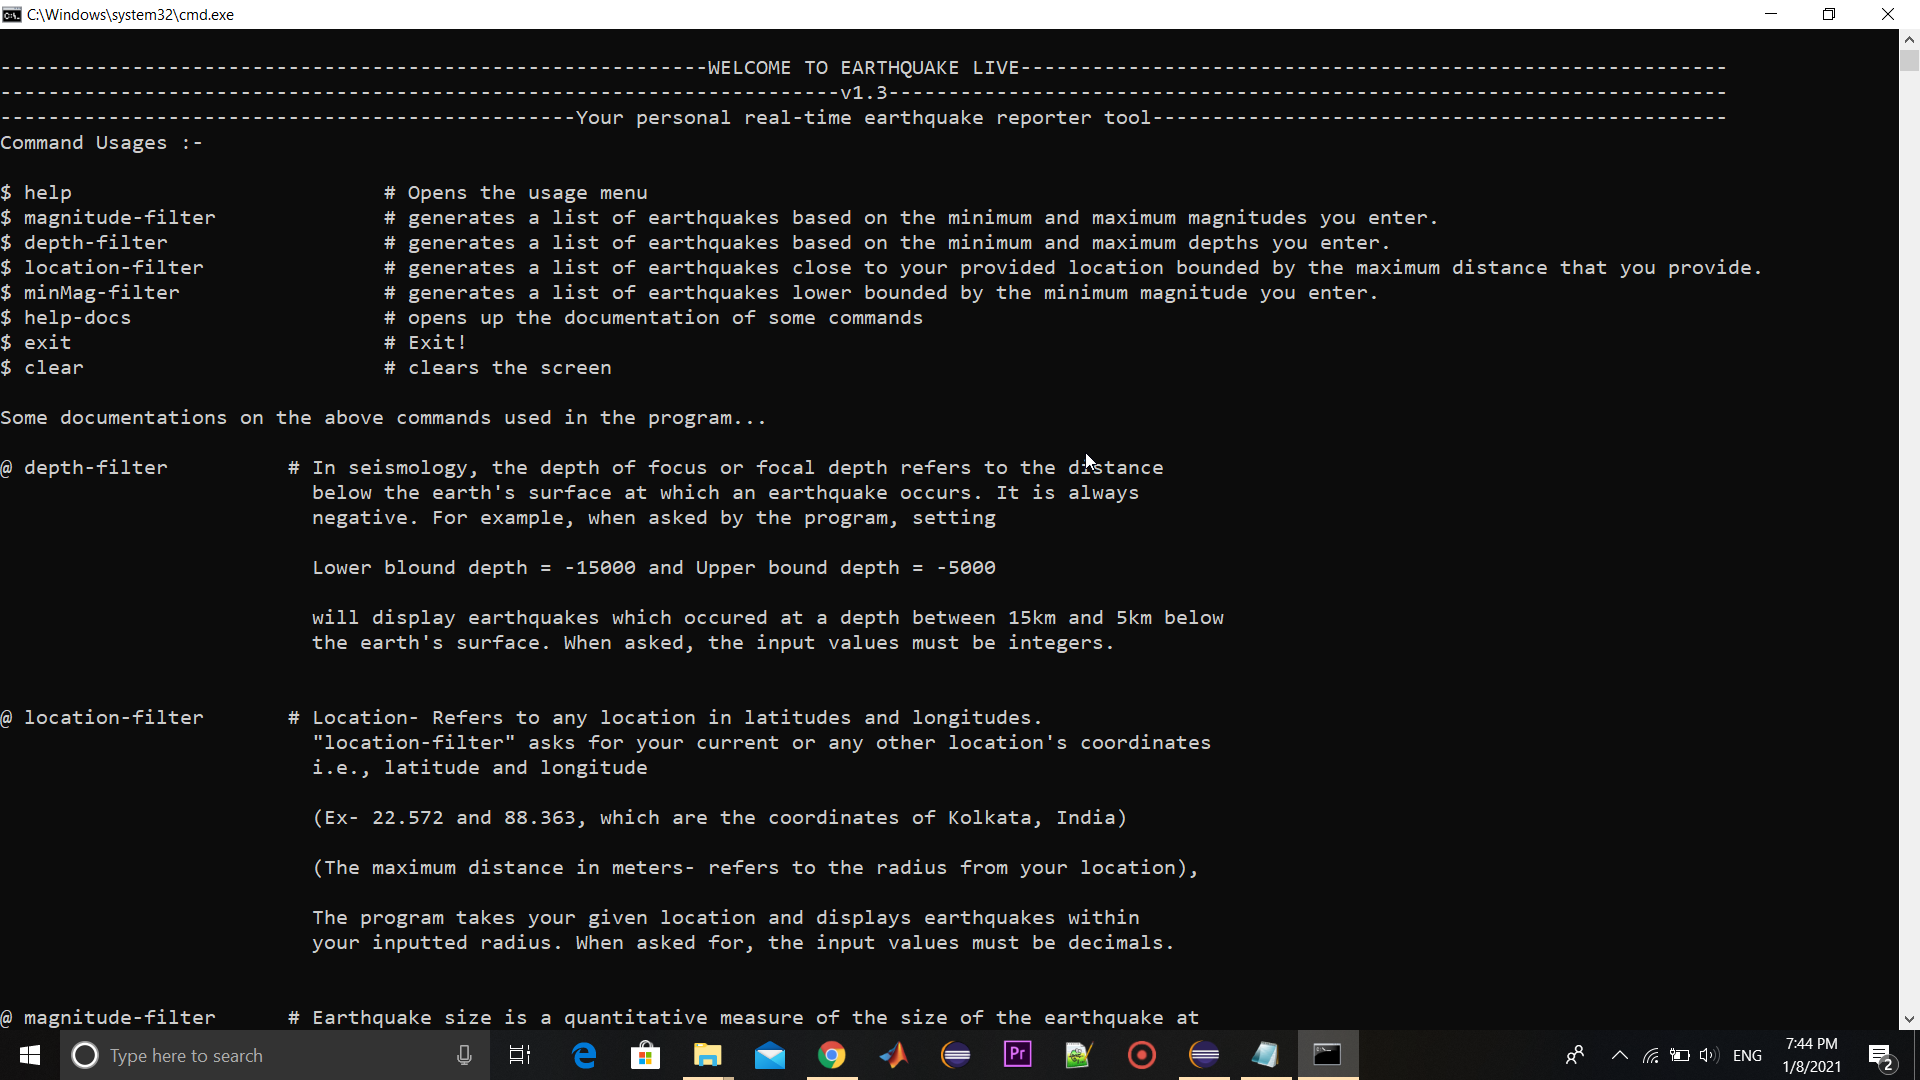 C:\Windows\system32\cmd.exe
-----------------------------------------------------------WELCOME TO EARTHQUAKE LIVE-----------------------------------------------------------
----------------------------------------------------------------------v1.3----------------------------------------------------------------------
------------------------------------------------Your personal real-time earthquake reporter tool------------------------------------------------
Command Usages :-
$ help # Opens the usage menu
$ magnitude-filter # generates a list of earthquakes based on the minimum and maximum magnitudes you enter.
$ depth-filter # generates a list of earthquakes based on the minimum and maximum depths you enter.
$ location-filter # generates a list of earthquakes close to your provided location bounded by the maximum distance that you provide.
$ minMag-filter # generates a list of earthquakes lower bounded by the minimum magnitude you enter.
$ help-docs # opens up the documentation of some commands
$ exit # Exit!
$ clear # clears the screen
Some documentations on the above commands used in the program...
@ depth-filter # In seismology, the depth of focus or focal depth refers to the distance
below the earth's surface at which an earthquake occurs. It is always
negative. For example, when asked by the program, setting
Lower blound depth = -15000 and Upper bound depth = -5000
will display earthquakes which occured at a depth between 15km and 5km below
the earth's surface. When asked, the input values must be integers.
@ location-filter # Location- Refers to any location in latitudes and longitudes.
"location-filter" asks for your current or any other location's coordinates
i.e., latitude and longitude
(Ex- 22.572 and 88.363, which are the coordinates of Kolkata, India)
(The maximum distance in meters- refers to the radius from your location),
The program takes your given location and displays earthquakes within
your inputted radius. When asked for, the input values must be decimals.
@ magnitude-filter # Earthquake size is a quantitative measure of the size of the earthquake at
Type here to search
Pr
ENG
7:44 PM
1/8/2021
2